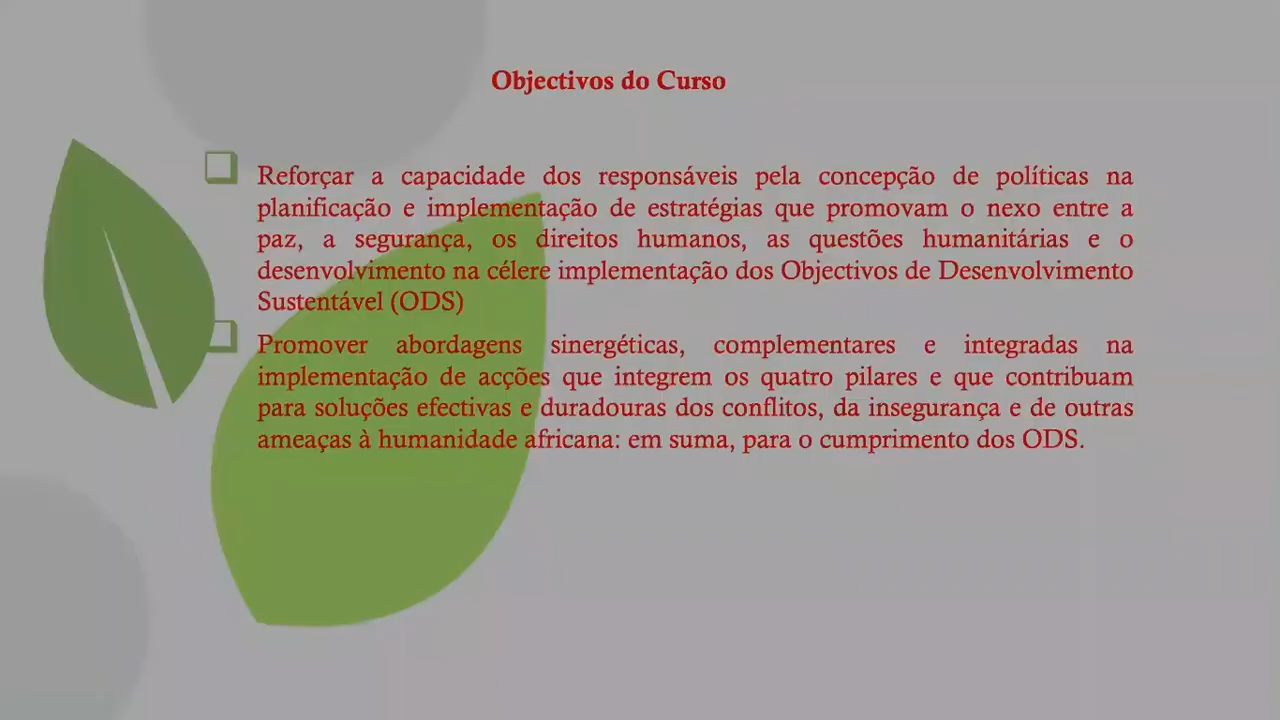 Objectivos do Curso
Reforçar a capacidade dos responsáveis pela concepção de políticas na
planificação e implementação de estratégias que promovam o nexo entre a
paz, a segurança, os direitos humanos, as questões humanitárias e o
desenvolvimento na célere implementação dos Objectivos de Desenvolvimento
Sustentável (ODS)
Promover abordagens sinergéticas, complementares e integradas na
implementação de acções que integrem os quatro pilares e que contribuam
para soluções efectivas e duradouras dos conflitos, da insegurança e de outras
ameaças à humanidade africana: em suma, para o cumprimento dos ODS.